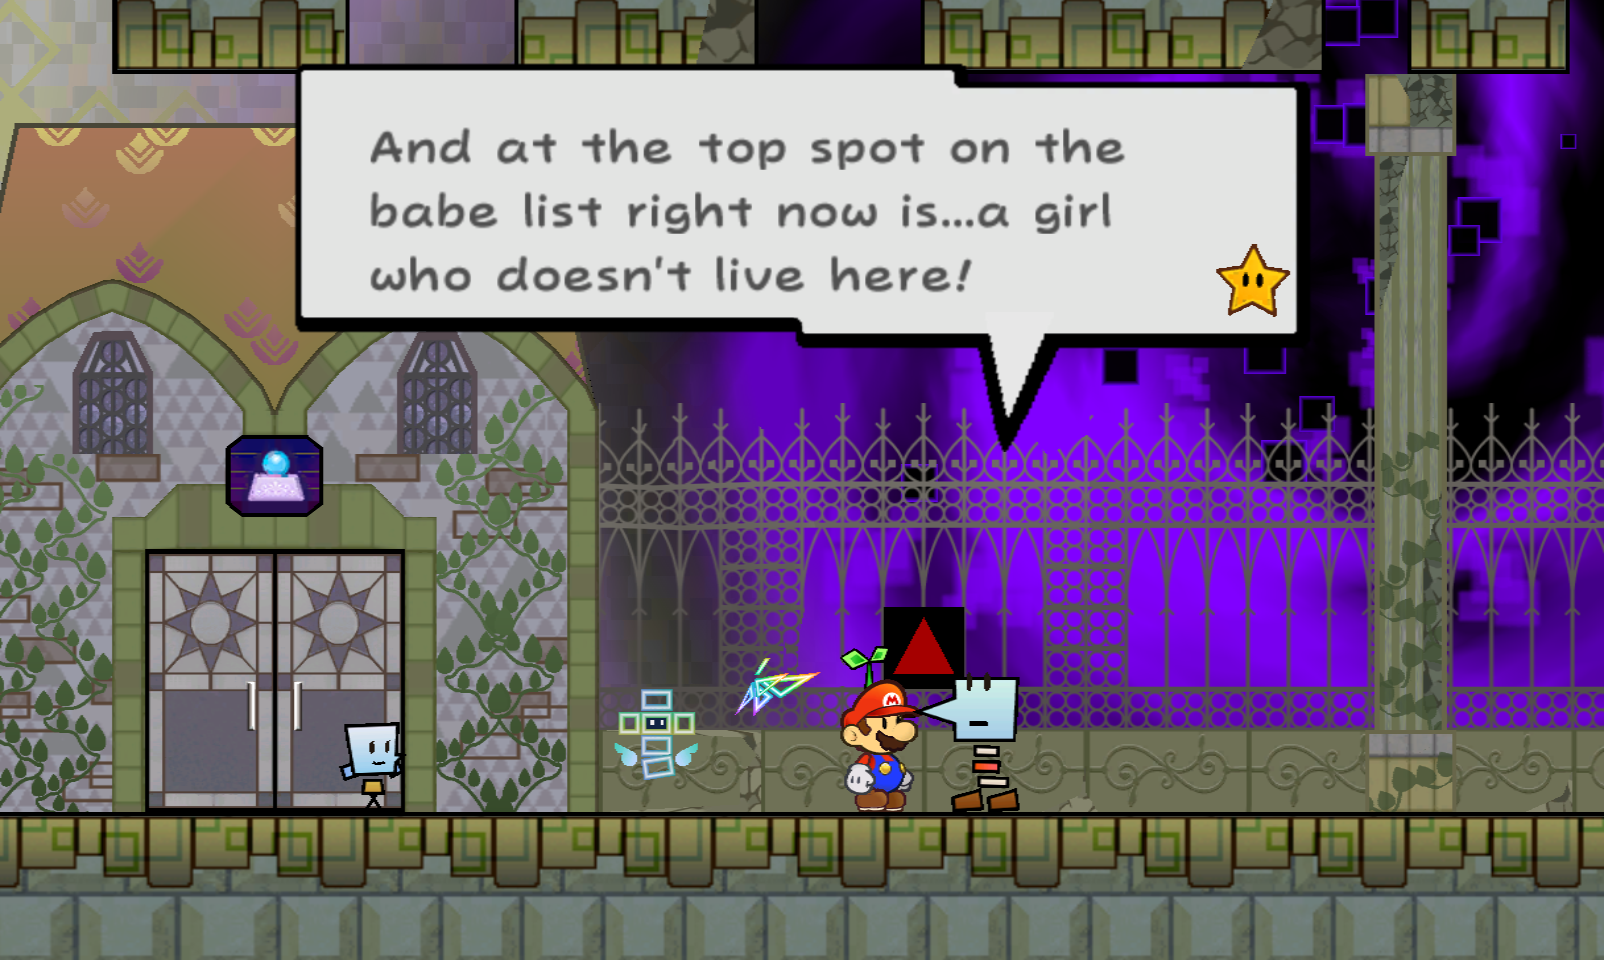 And at the top spot on the
babe list right now is...a girl
who doesn't live here!
M